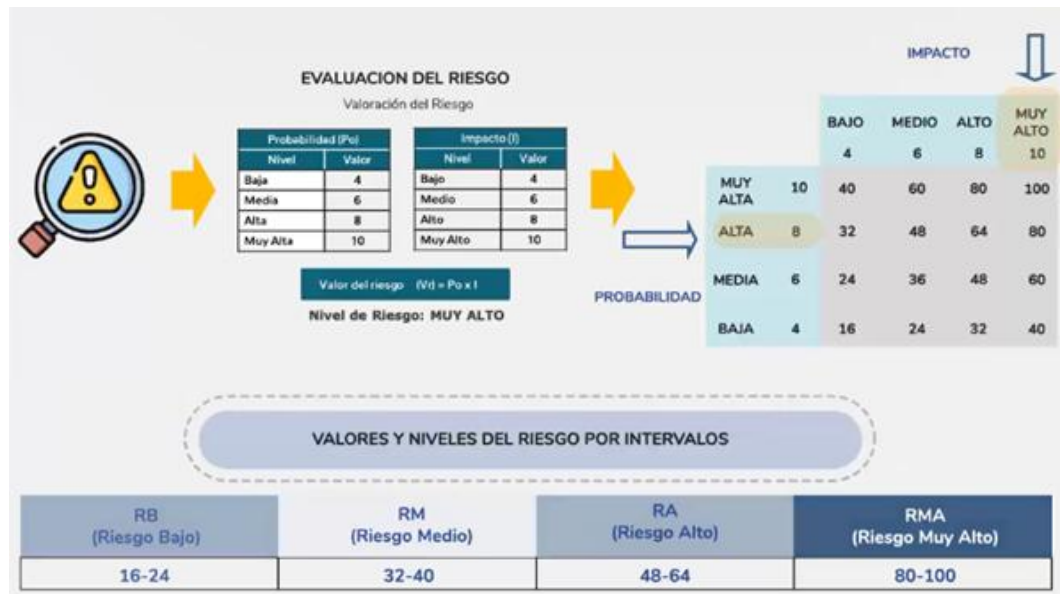 EVALUACION DEL RIESGO
Valoración del Riesgo
Probabilidad (Po)
Nivel Valor
Baja 4
Media 6
Alta 8
Muy Alta 10
Impacto (I)
Nivel Valor
Bajo 4
Medio 6
Alto 8
Muy Alto 10
Valor del riesgo (Vr) = Po x I
Nivel de Riesgo: MUY ALTO
IMPACTO
BAJO MEDIO ALTO MUY ALTO
4 6 8 10
PROBABILIDAD
MUY ALTA 10 40 60 80 100
ALTA 8 32 48 64 80
MEDIA 6 24 36 48 60
BAJA 4 16 24 32 40
VALORES Y NIVELES DEL RIESGO POR INTERVALOS
RB RM RA RMA
(Riesgo Bajo) (Riesgo Medio) (Riesgo Alto) (Riesgo Muy Alto)
16-24 32-40 48-64 80-100